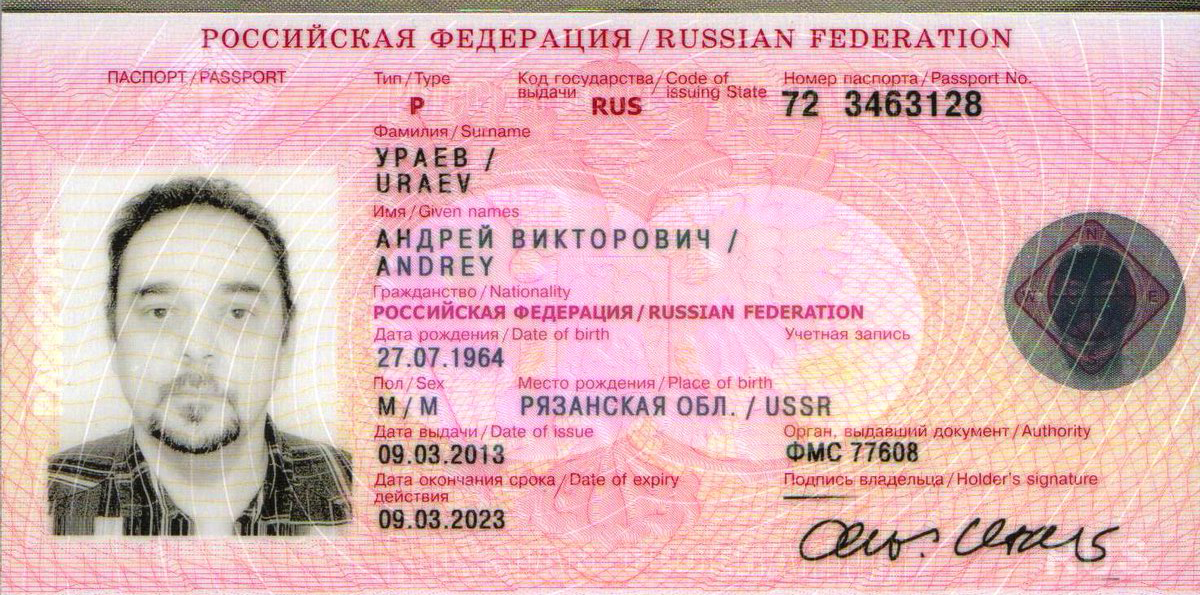 РОССИЙСКАЯ ФЕДЕРАЦИЯ / RUSSIAN FEDERATION
ПАСПОРТ / PASSPORT
Тип / Type
Код государства / Code of
выдачи issuing State
Номер паспорта / Passport No.
P
RUS
72 3463128
Фамилия / Surname
УРАЕВ /
URAEV
Имя / Given names
АНДРЕЙ ВИКТОРОВИЧ /
ANDREY
Гражданство / Nationality
РОССИЙСКАЯ ФЕДЕРАЦИЯ / RUSSIAN FEDERATION
Дата рождения / Date of birth
Учетная запись
27.07.1964
Пол / Sex
Место рождения / Place of birth
М / M
РЯЗАНСКАЯ ОБЛ. / USSR
Дата выдачи / Date of issue
Орган, выдавший документ / Authority
09.03.2013
ФМС 77608
Дата окончания срока / Date of expiry
действия
Подпись владельца / Holder's signature
09.03.2023
N
W
E
S